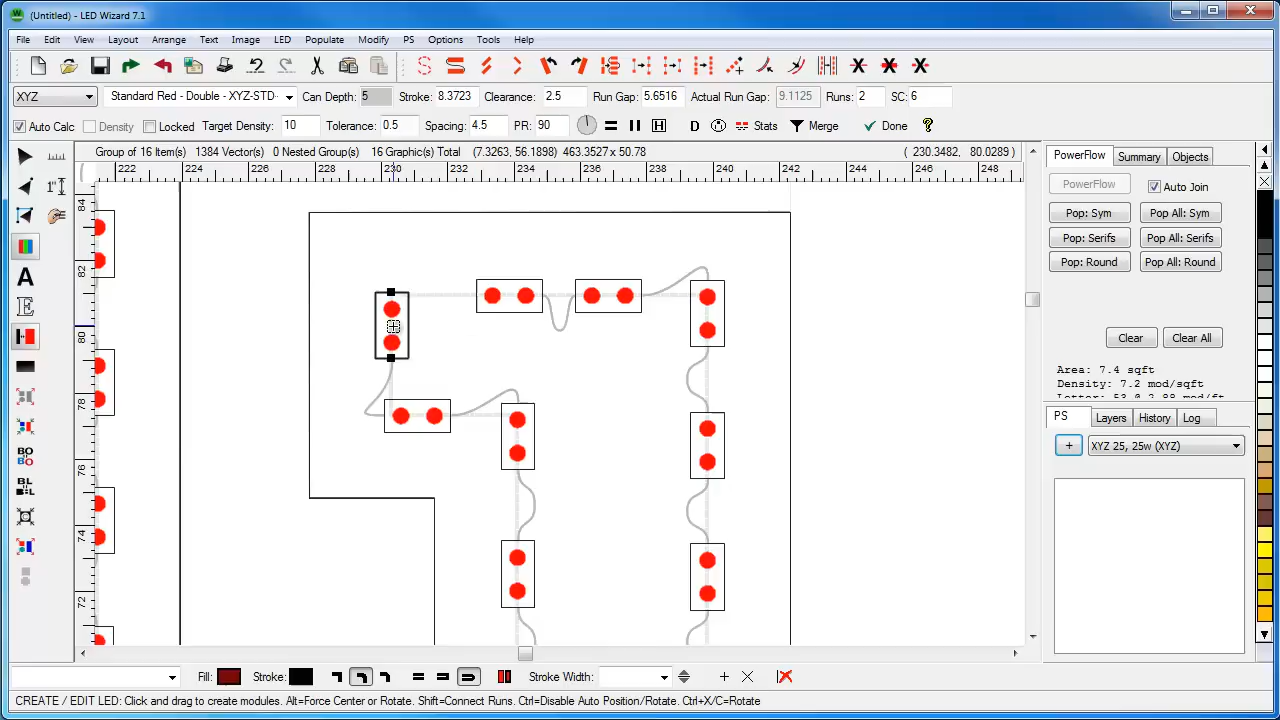 (Untitled) - LED Wizard 7.1
File Edit View Layout Arrange Text Image LED Populate Modify PS Options Tools Help
XYZ Standard Red - Double - XYZ-STD- Can Depth: 5 Stroke: 8.3723 Clearance: 2.5 Run Gap: 5.6516 Actual Run Gap: 9.1125 Runs: 2 SC: 6
Auto Calc Density Locked Target Density: 10 Tolerance: 0.5 Spacing: 4.5 PR: 90 D Stats Merge Done ?
Group of 16 Item(s) 1384 Vector(s) 0 Nested Group(s) 16 Graphic(s) Total (7.3263, 56.1898) 463.3527 x 50.78 ( 230.3482, 80.0289 )
222 226 228 230 232 234 236 238 240 242 244 246 248
84
82
80
78
76
74
72
1"
A
E
BO
BO
BL
L
PowerFlow Summary Objects
PowerFlow Auto Join
Pop: Sym Pop All: Sym
Pop: Serifs Pop All: Serifs
Pop: Round Pop All: Round
Clear Clear All
Area: 7.4 sqft
Density: 7.2 mod/sqft
PS Layers History Log
+ XYZ 25, 25w (XYZ)
Fill: Stroke: Stroke Width:
CREATE / EDIT LED: Click and drag to create modules. Alt=Force Center or Rotate. Shift=Connect Runs. Ctrl=Disable Auto Position/Rotate. Ctrl+X/C=Rotate